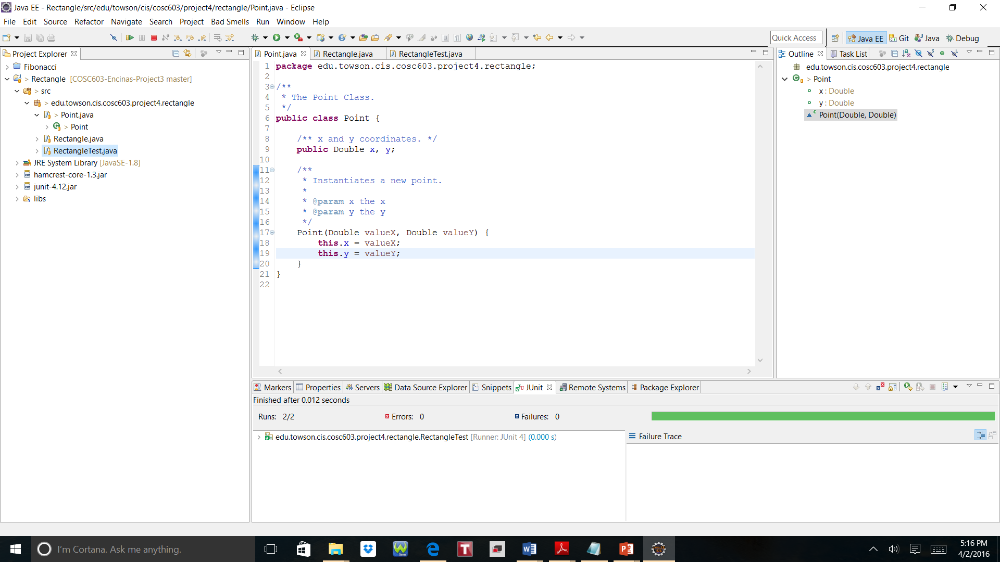 Java EE - Rectangle/src/edu/towson/cis/cosc603/project4/rectangle/Point.java - Eclipse
File Edit Source Refactor Navigate Search Project Bad Smells Run Window Help
Quick Access
Java EE Git Java Debug
Project Explorer
Fibonacci
> Rectangle [COSC603-Encinas-Project3 master]
> src
> edu.towson.cis.cosc603.project4.rectangle
> Point.java
> Point
Rectangle.java
RectangleTest.java
JRE System Library [JavaSE-1.8]
hamcrest-core-1.3.jar
junit-4.12.jar
libs
Point.java Rectangle.java RectangleTest.java
1 package edu.towson.cis.cosc603.project4.rectangle;
2
3 /**
4 * The Point Class.
5 */
6 public class Point {
7
8 /** x and y coordinates. */
9 public Double x, y;
10
11 /**
12 * Instantiates a new point.
13 *
14 * @param x the x
15 * @param y the y
16 */
17 Point(Double valueX, Double valueY) {
18 this.x = valueX;
19 this.y = valueY;
20 }
21 }
22
Outline Task List
edu.towson.cis.cosc603.project4.rectangle
> Point
x : Double
y : Double
Point(Double, Double)
Markers Properties Servers Data Source Explorer Snippets JUnit Remote Systems Package Explorer
Finished after 0.012 seconds
Runs: 2/2 Errors: 0 Failures: 0
edu.towson.cis.cosc603.project4.rectangle.RectangleTest [Runner: JUnit 4] (0.000 s)
Failure Trace
I'm Cortana. Ask me anything.
5:16 PM
4/2/2016